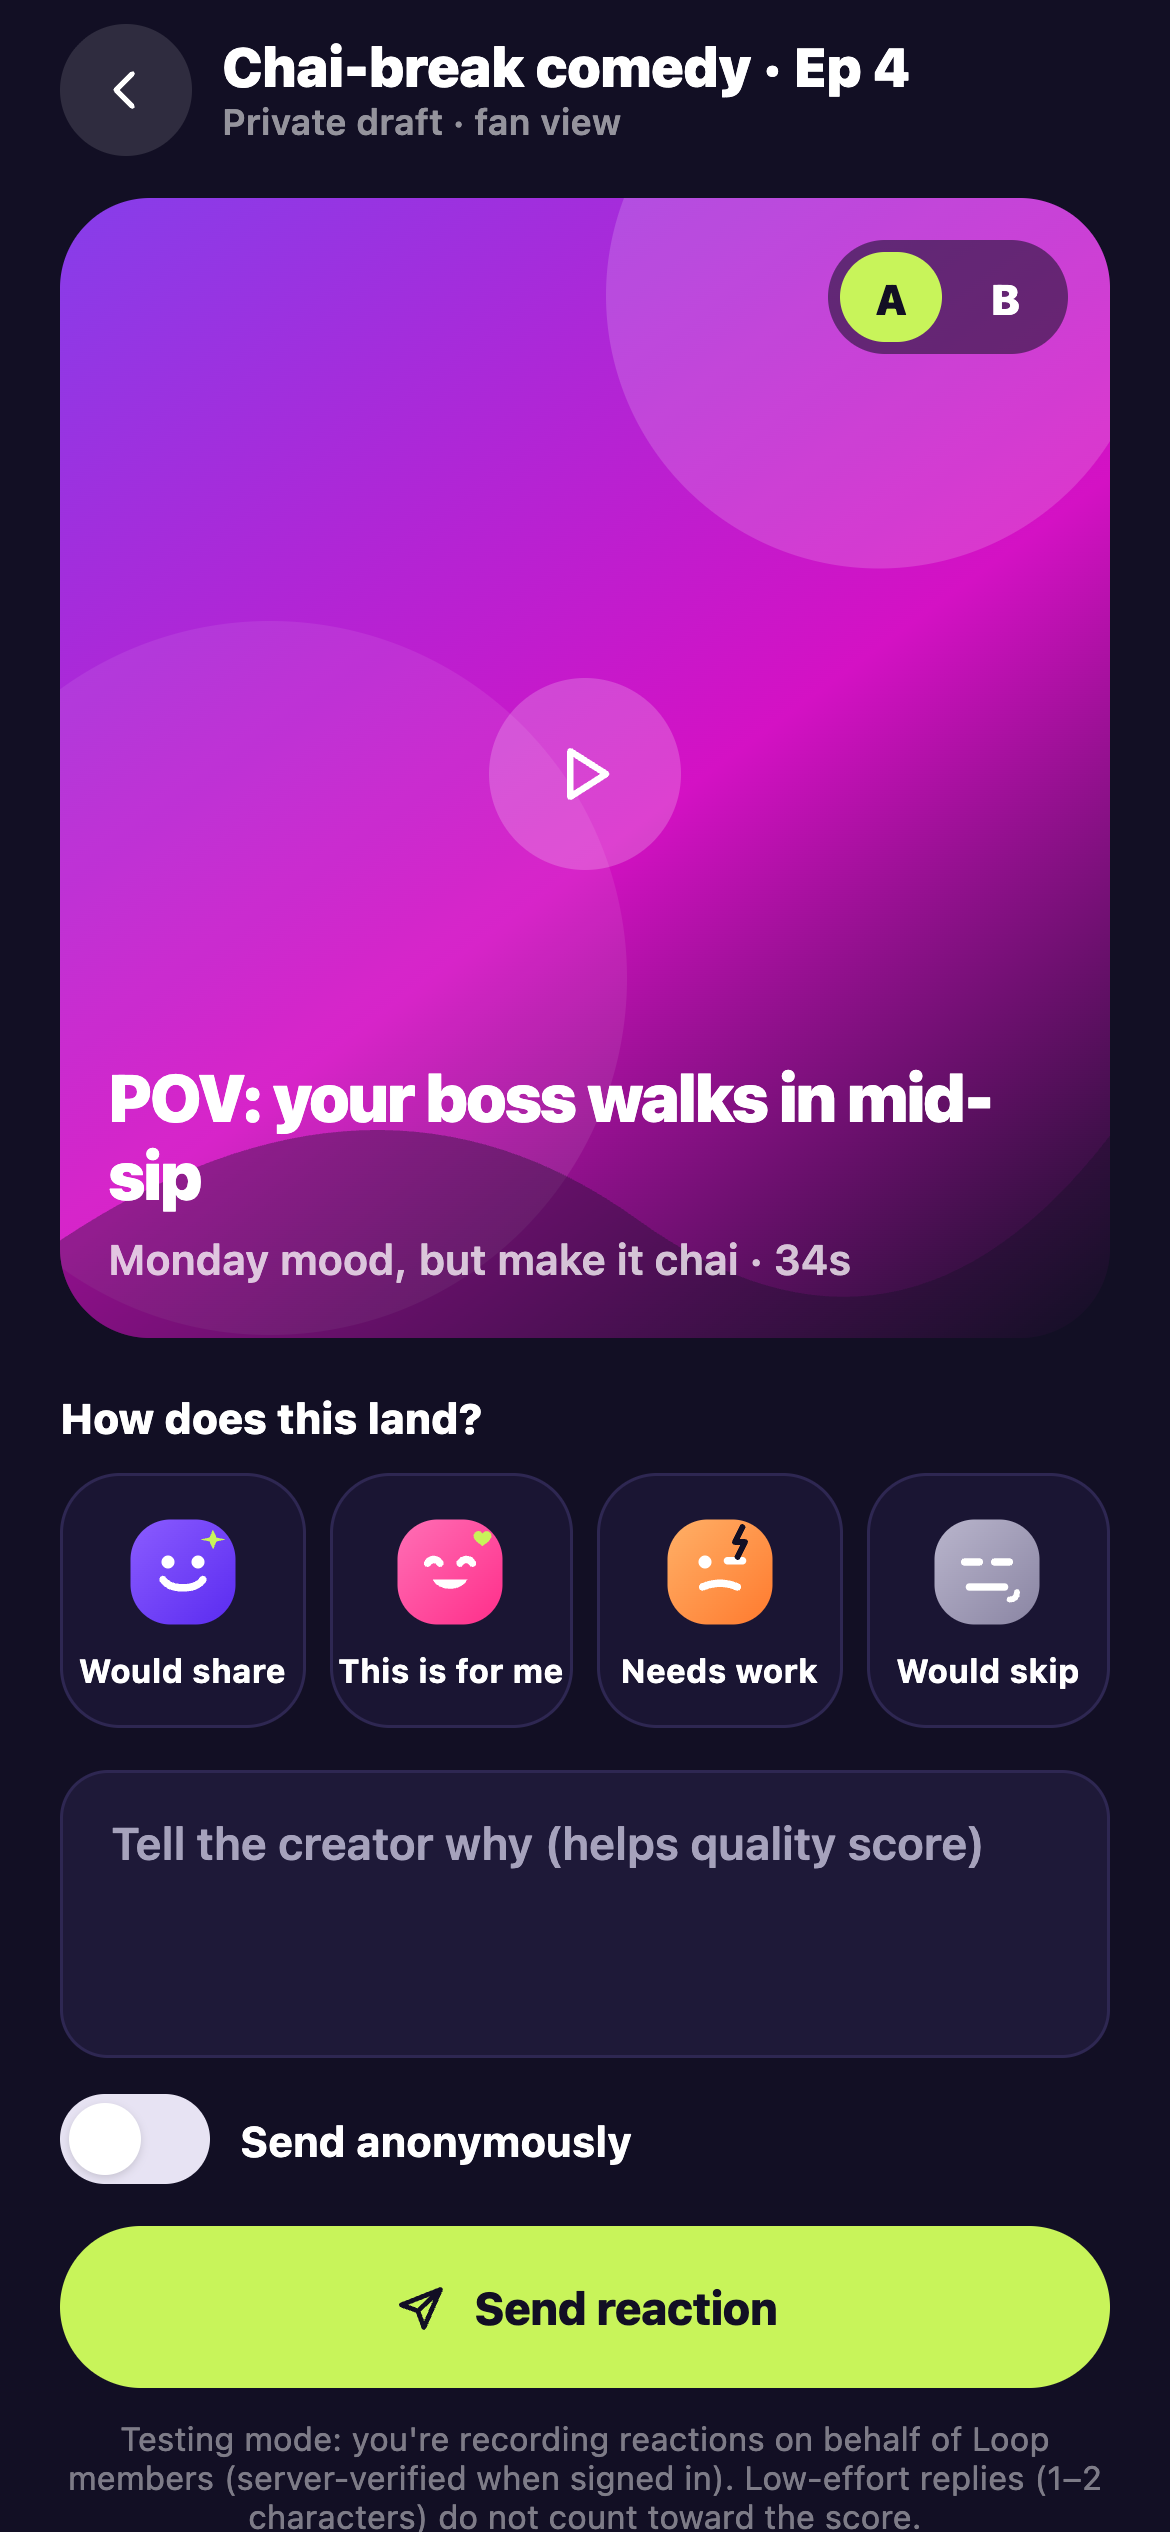 Chai-break comedy · Ep 4
Private draft · fan view
A B
POV: your boss walks in mid-
sip
Monday mood, but make it chai · 34s
How does this land?
Would share This is for me Needs work Would skip
Tell the creator why (helps quality score)
Send anonymously
Send reaction
Testing mode: you're recording reactions on behalf of Loop
members (server-verified when signed in). Low-effort replies (1–2
characters) do not count toward the score.